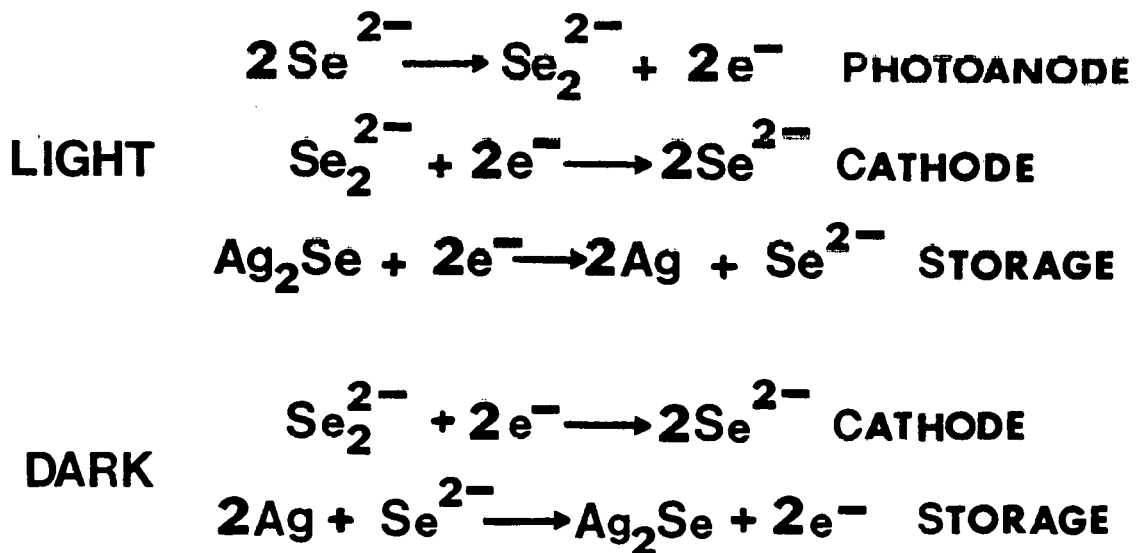 2Se²⁻ → Se₂²⁻ + 2e⁻ PHOTOANODE
LIGHT Se₂²⁻ + 2e⁻ → 2Se²⁻ CATHODE
Ag₂Se + 2e⁻ → 2Ag + Se²⁻ STORAGE
Se₂²⁻ + 2e⁻ → 2Se²⁻ CATHODE
DARK
2Ag + Se²⁻ → Ag₂Se + 2e⁻ STORAGE